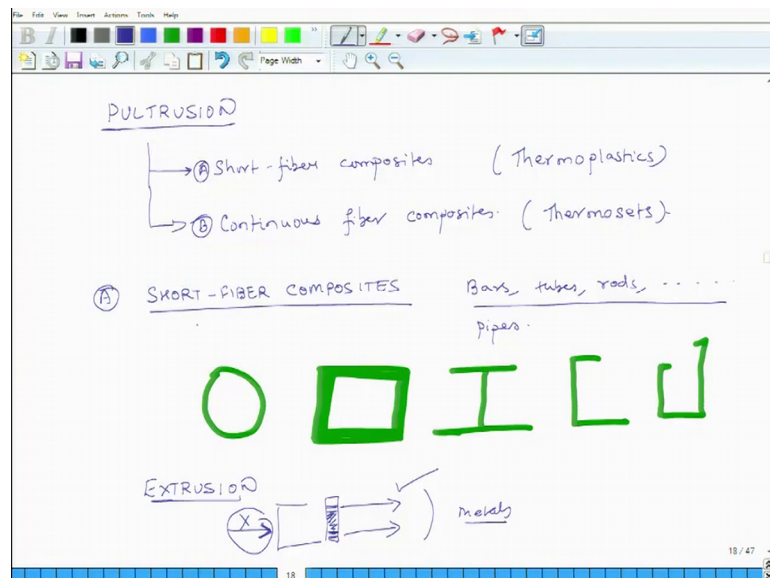 File Edit View Insert Actions Tools Help
B I
Page Width
PULTRUSION
A Short-fiber composites (Thermoplastics)
B Continuous fiber composites. (Thermosets).
A SHORT-FIBER COMPOSITES Bars, tubes, rods, ......
Pipes.
EXTRUSION
X metals
18 / 47
18